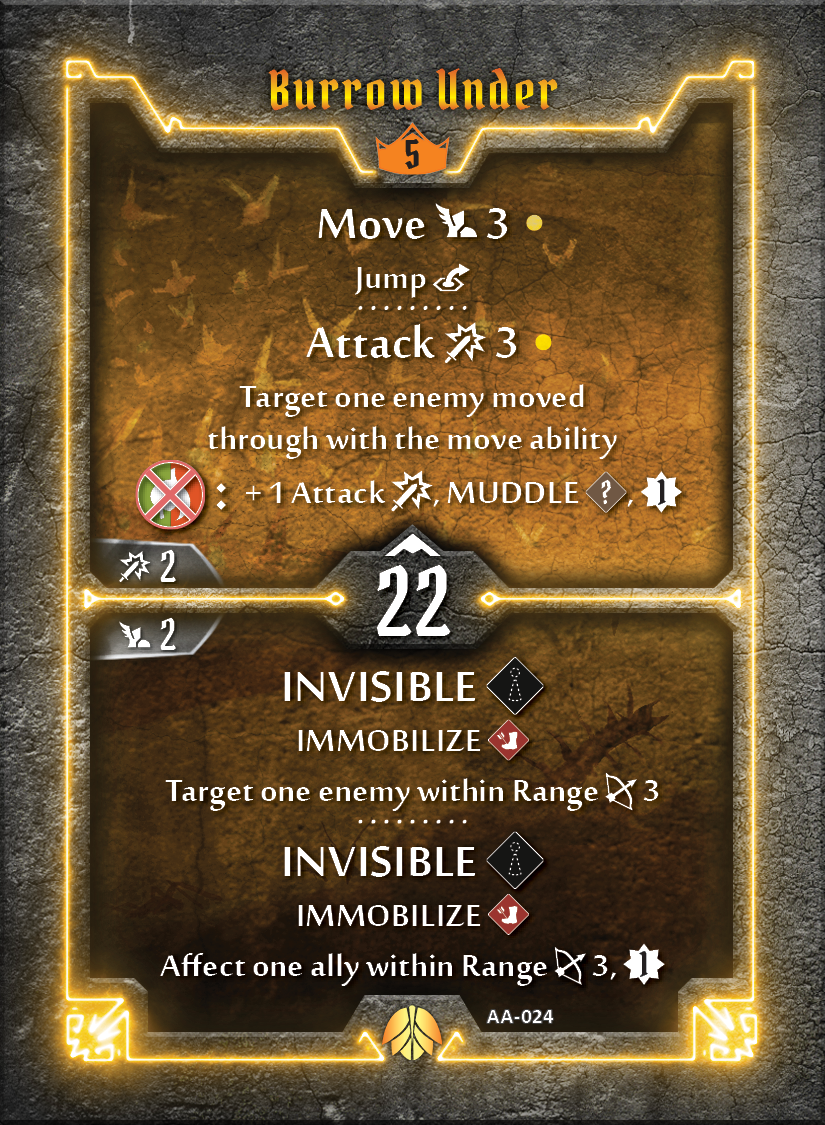 Burrow Under
5
Move 3
Jump
Attack 3
Target one enemy moved
through with the move ability
: + 1 Attack , MUDDLE ? , 1
2
22
2
INVISIBLE
IMMOBILIZE
Target one enemy within Range 3
INVISIBLE
IMMOBILIZE
Affect one ally within Range 3, 1
AA-024